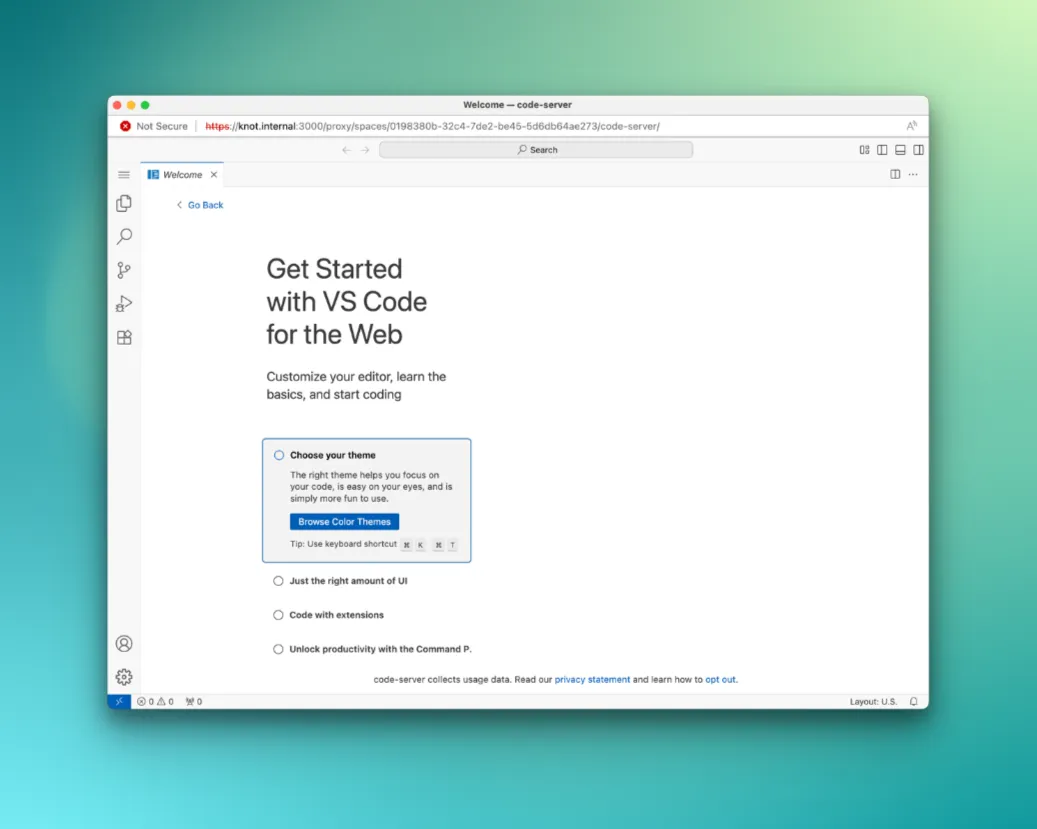 Welcome — code-server
Not Secure https://knot.internal:3000/proxy/spaces/0198380b-32c4-7de2-be45-5d6db64ae273/code-server/
Search
Welcome
Go Back
Get Started
with VS Code
for the Web
Customize your editor, learn the
basics, and start coding
Choose your theme
The right theme helps you focus on
your code, is easy on your eyes, and is
simply more fun to use.
Browse Color Themes
Tip: Use keyboard shortcut ⌘ K ⌘ T
Just the right amount of UI
Code with extensions
Unlock productivity with the Command P.
code-server collects usage data. Read our privacy statement and learn how to opt out.
0 0 0 Layout: U.S.